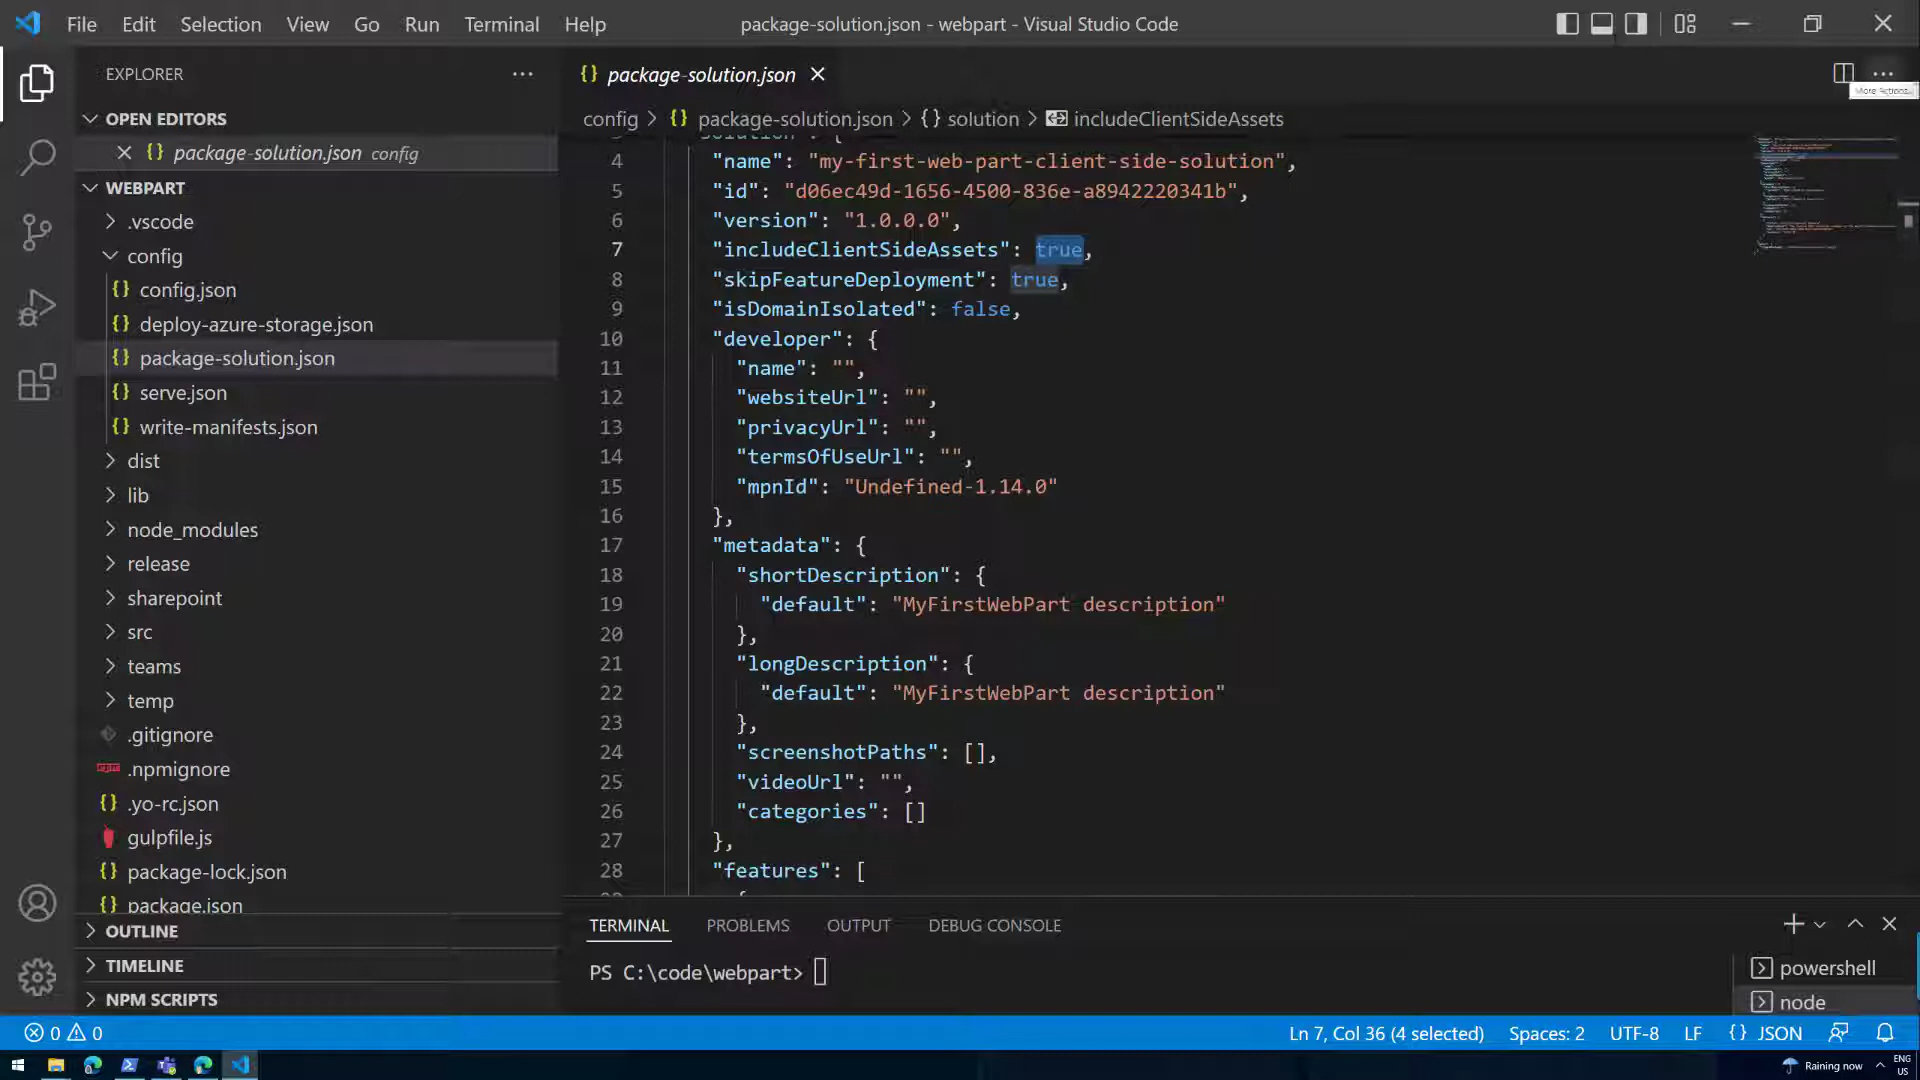 File Edit Selection View Go Run Terminal Help
package-solution.json - webpart - Visual Studio Code
EXPLORER
OPEN EDITORS
package-solution.json config
WEBPART
.vscode
config
config.json
deploy-azure-storage.json
package-solution.json
serve.json
write-manifests.json
dist
lib
node_modules
release
sharepoint
src
teams
temp
.gitignore
.npmignore
.yo-rc.json
gulpfile.js
package-lock.json
package.json
OUTLINE
TIMELINE
NPM SCRIPTS
package-solution.json
More Actions...
config > {} package-solution.json > {} solution > includeClientSideAssets
4 "name": "my-first-web-part-client-side-solution",
5 "id": "d06ec49d-1656-4500-836e-a8942220341b",
6 "version": "1.0.0.0",
7 "includeClientSideAssets": true,
8 "skipFeatureDeployment": true,
9 "isDomainIsolated": false,
10 "developer": {
11 "name": "",
12 "websiteUrl": "",
13 "privacyUrl": "",
14 "termsOfUseUrl": "",
15 "mpnId": "Undefined-1.14.0"
16 },
17 "metadata": {
18 "shortDescription": {
19 "default": "MyFirstWebPart description"
20 },
21 "longDescription": {
22 "default": "MyFirstWebPart description"
23 },
24 "screenshotPaths": [],
25 "videoUrl": "",
26 "categories": []
27 },
28 "features": [
TERMINAL PROBLEMS OUTPUT DEBUG CONSOLE
PS C:\code\webpart>
powershell
node
0 0
Ln 7, Col 36 (4 selected) Spaces: 2 UTF-8 LF {} JSON
Raining now
ENG
US